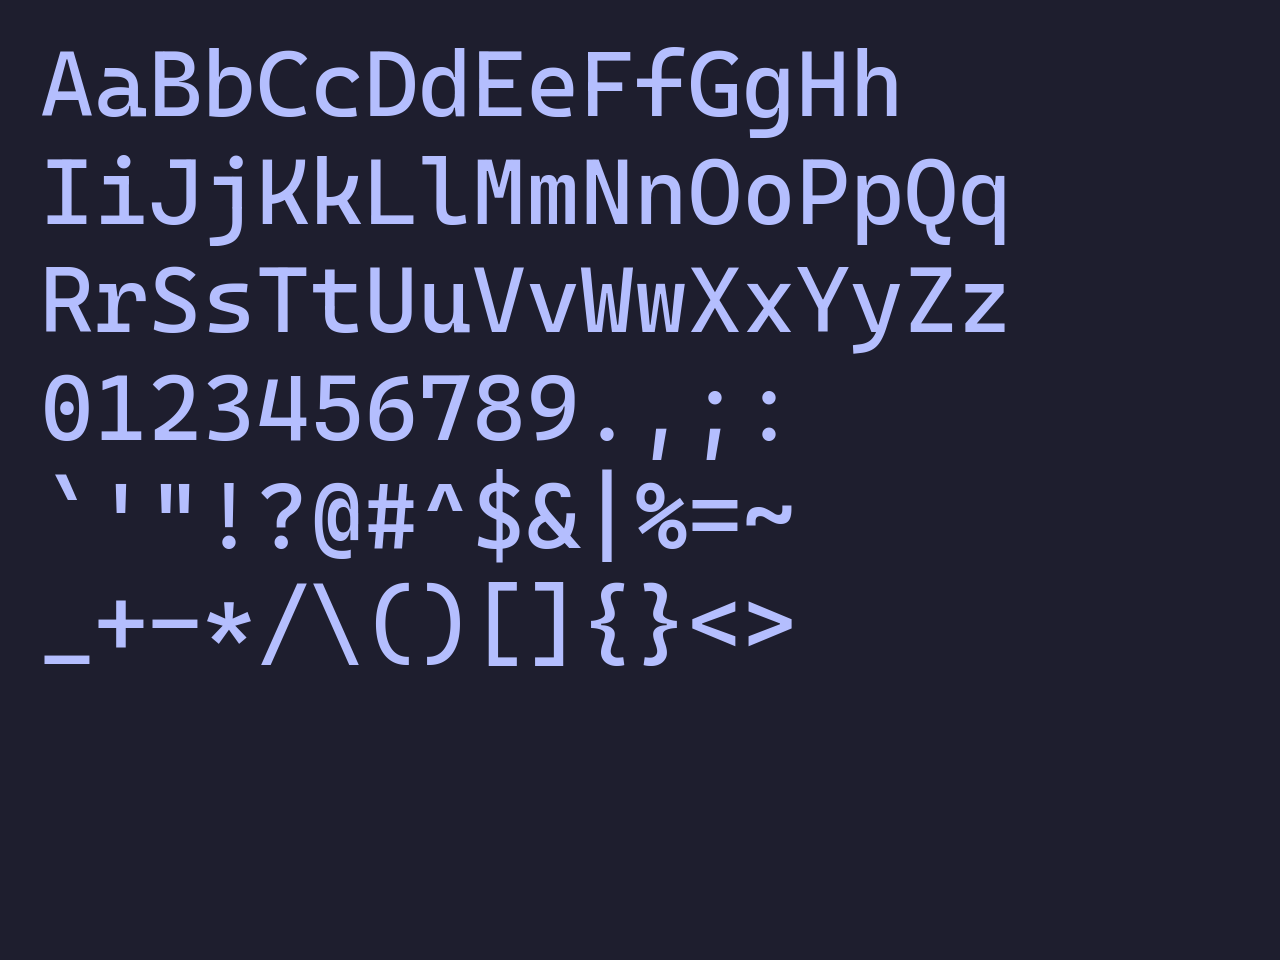 AaBbCcDdEeFfGgHh
IiJjKkLlMmNnOoPpQq
RrSsTtUuVvWwXxYyZz
0123456789.,;:
`'"!?@#^$&|%=~
_+-*/\()[]{}<>